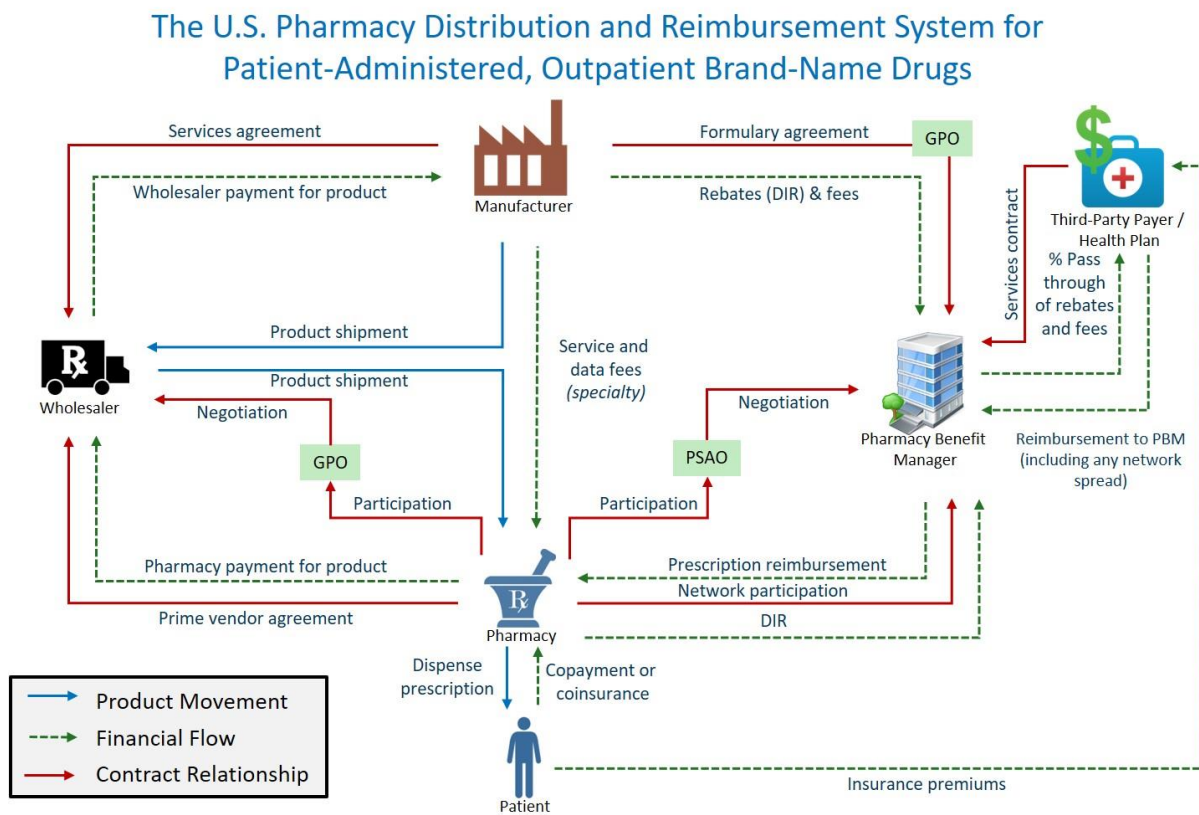 The U.S. Pharmacy Distribution and Reimbursement System for
Patient-Administered, Outpatient Brand-Name Drugs
Services agreement
Formulary agreement
GPO
Wholesaler payment for product
Manufacturer
Rebates (DIR) & fees
Third-Party Payer /
Health Plan
Services contract
% Pass
through
of rebates
and fees
Product shipment
Rx
Product shipment
Wholesaler
Negotiation
Service and
data fees
(specialty)
Negotiation
Pharmacy Benefit
Manager
Reimbursement to PBM
(including any network
spread)
GPO
PSAO
Participation
Participation
Pharmacy payment for product
Prescription reimbursement
Rx
Network participation
Prime vendor agreement
Pharmacy
DIR
Dispense
prescription
Copayment or
coinsurance
Product Movement
Financial Flow
Contract Relationship
Patient
Insurance premiums